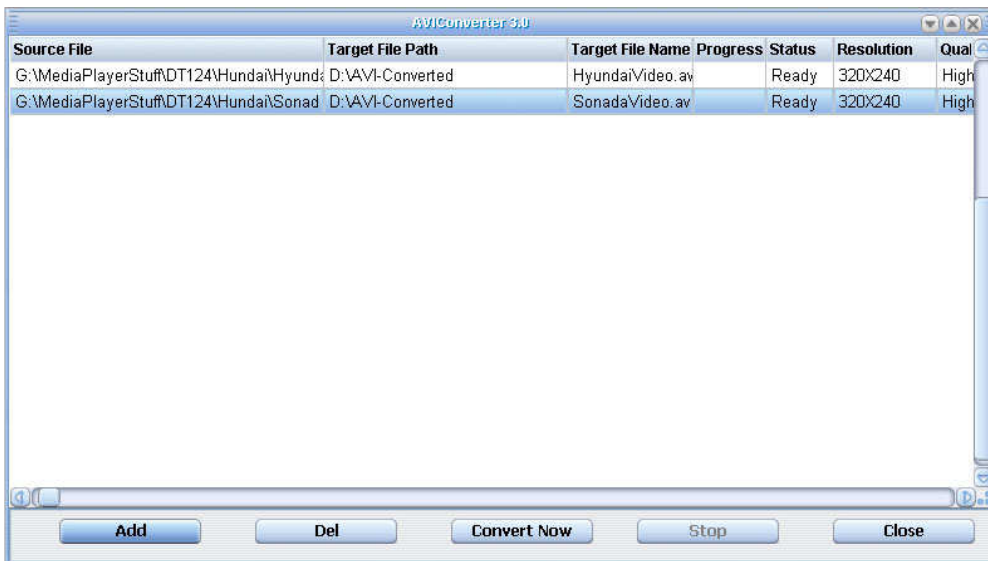 AVIConverter 3.0
Source File Target File Path Target File Name Progress Status Resolution Qual
G:\MediaPlayerStuff\DT124\Hundai\Hyunda D:\AVI-Converted HyundaiVideo.av Ready 320X240 High
G:\MediaPlayerStuff\DT124\Hundai\Sonad D:\AVI-Converted SonadaVideo.av Ready 320X240 High
Add Del Convert Now Stop Close